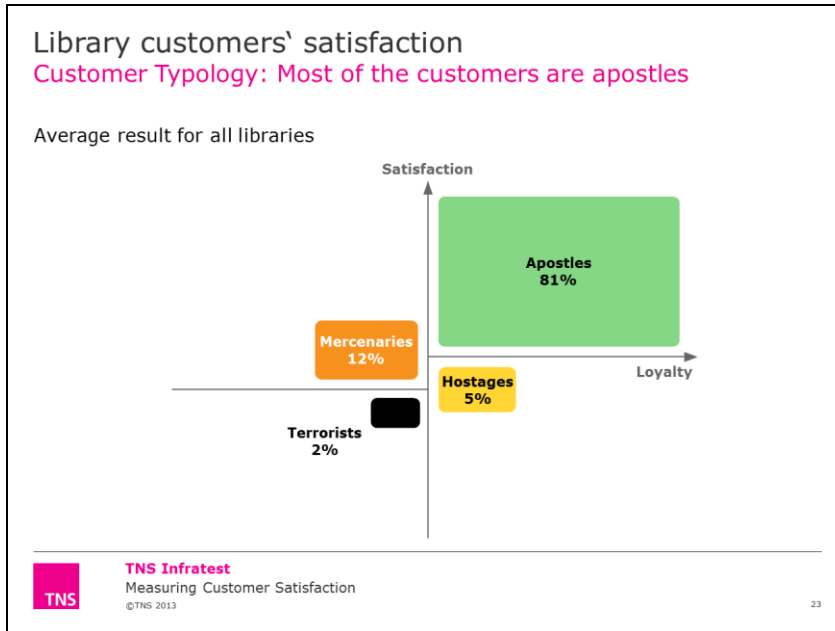 Library customers‘ satisfaction
Customer Typology: Most of the customers are apostles
Average result for all libraries
Satisfaction
Apostles
81%
Mercenaries
12%
Loyalty
Hostages
5%
Terrorists
2%
TNS
TNS Infratest
Measuring Customer Satisfaction
©TNS 2013
23